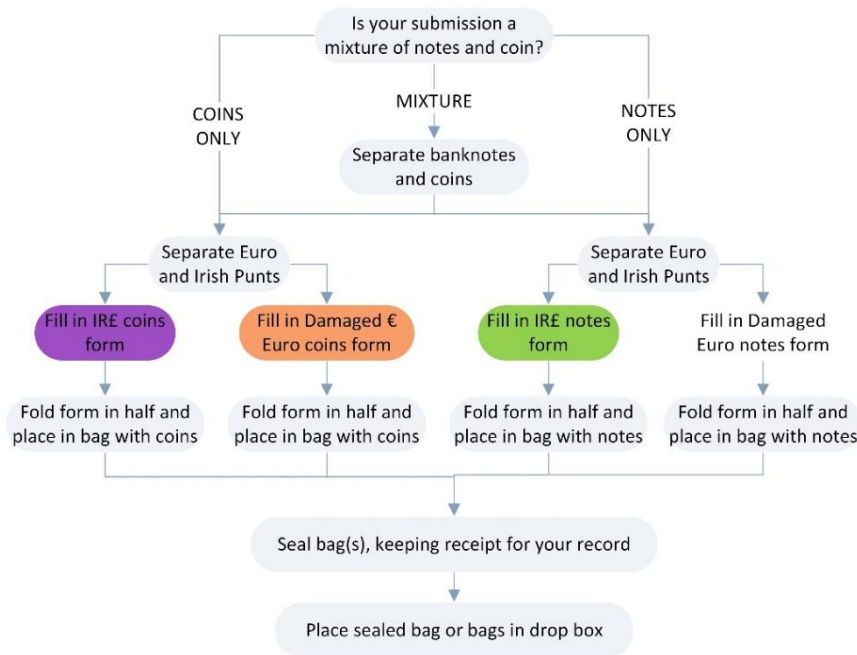 Is your submission a
mixture of notes and coin?
COINS
ONLY
MIXTURE
NOTES
ONLY
Separate banknotes
and coins
Separate Euro
and Irish Punts
Separate Euro
and Irish Punts
Fill in IR£ coins
form
Fill in Damaged €
Euro coins form
Fill in IR£ notes
form
Fill in Damaged
Euro notes form
Fold form in half and
place in bag with coins
Fold form in half and
place in bag with coins
Fold form in half and
place in bag with notes
Fold form in half and
place in bag with notes
Seal bag(s), keeping receipt for your record
Place sealed bag or bags in drop box